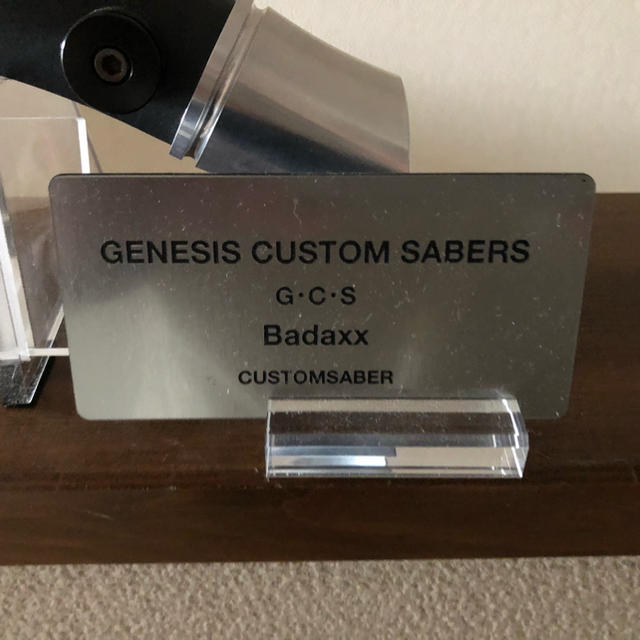 GENESIS CUSTOM SABERS
G·C·S
Badaxx
CUSTOMSABER